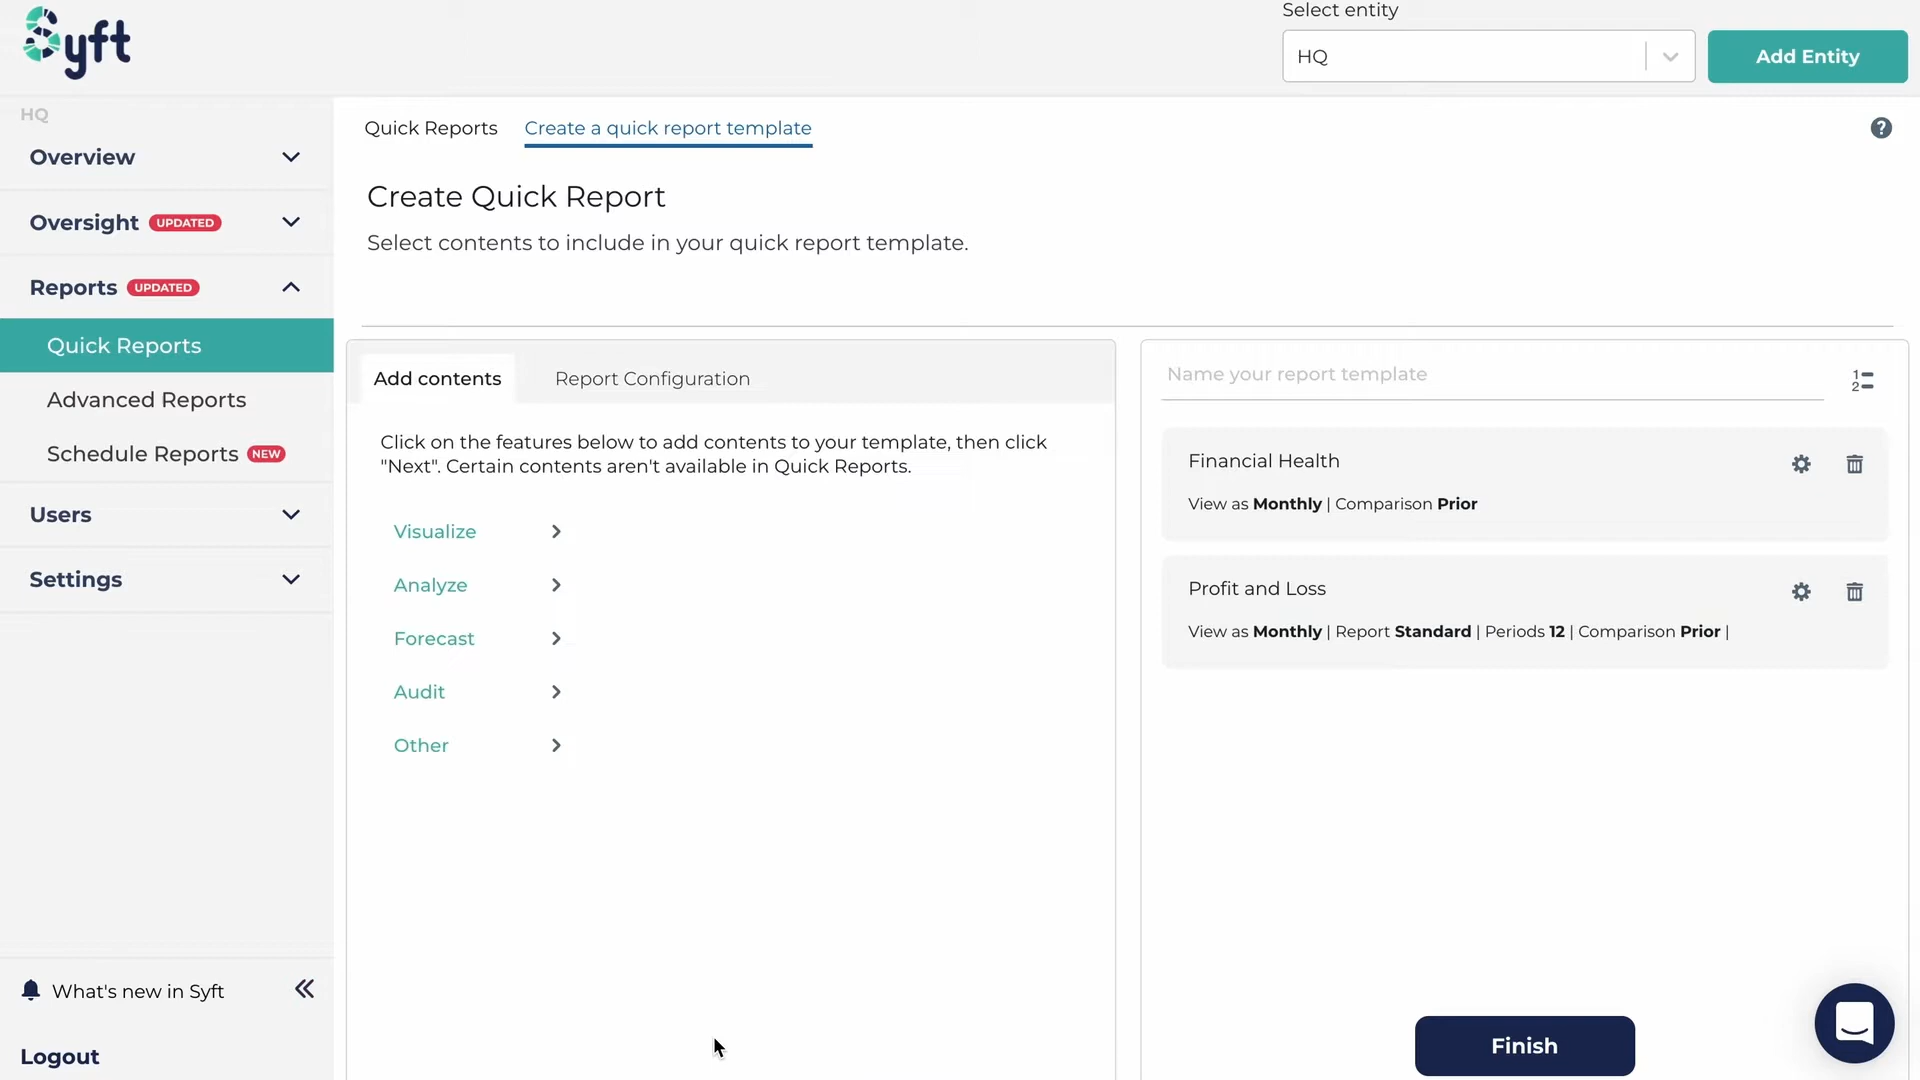 Syft
Select entity
HQ
Add Entity
HQ
Overview
Oversight UPDATED
Reports UPDATED
Quick Reports
Advanced Reports
Schedule Reports NEW
Users
Settings
What's new in Syft
Logout
Quick Reports Create a quick report template
?
Create Quick Report
Select contents to include in your quick report template.
Add contents Report Configuration
Click on the features below to add contents to your template, then click
"Next". Certain contents aren't available in Quick Reports.
Visualize
Analyze
Forecast
Audit
Other
Name your report template
1
2
Financial Health
View as Monthly | Comparison Prior
Profit and Loss
View as Monthly | Report Standard | Periods 12 | Comparison Prior |
Finish